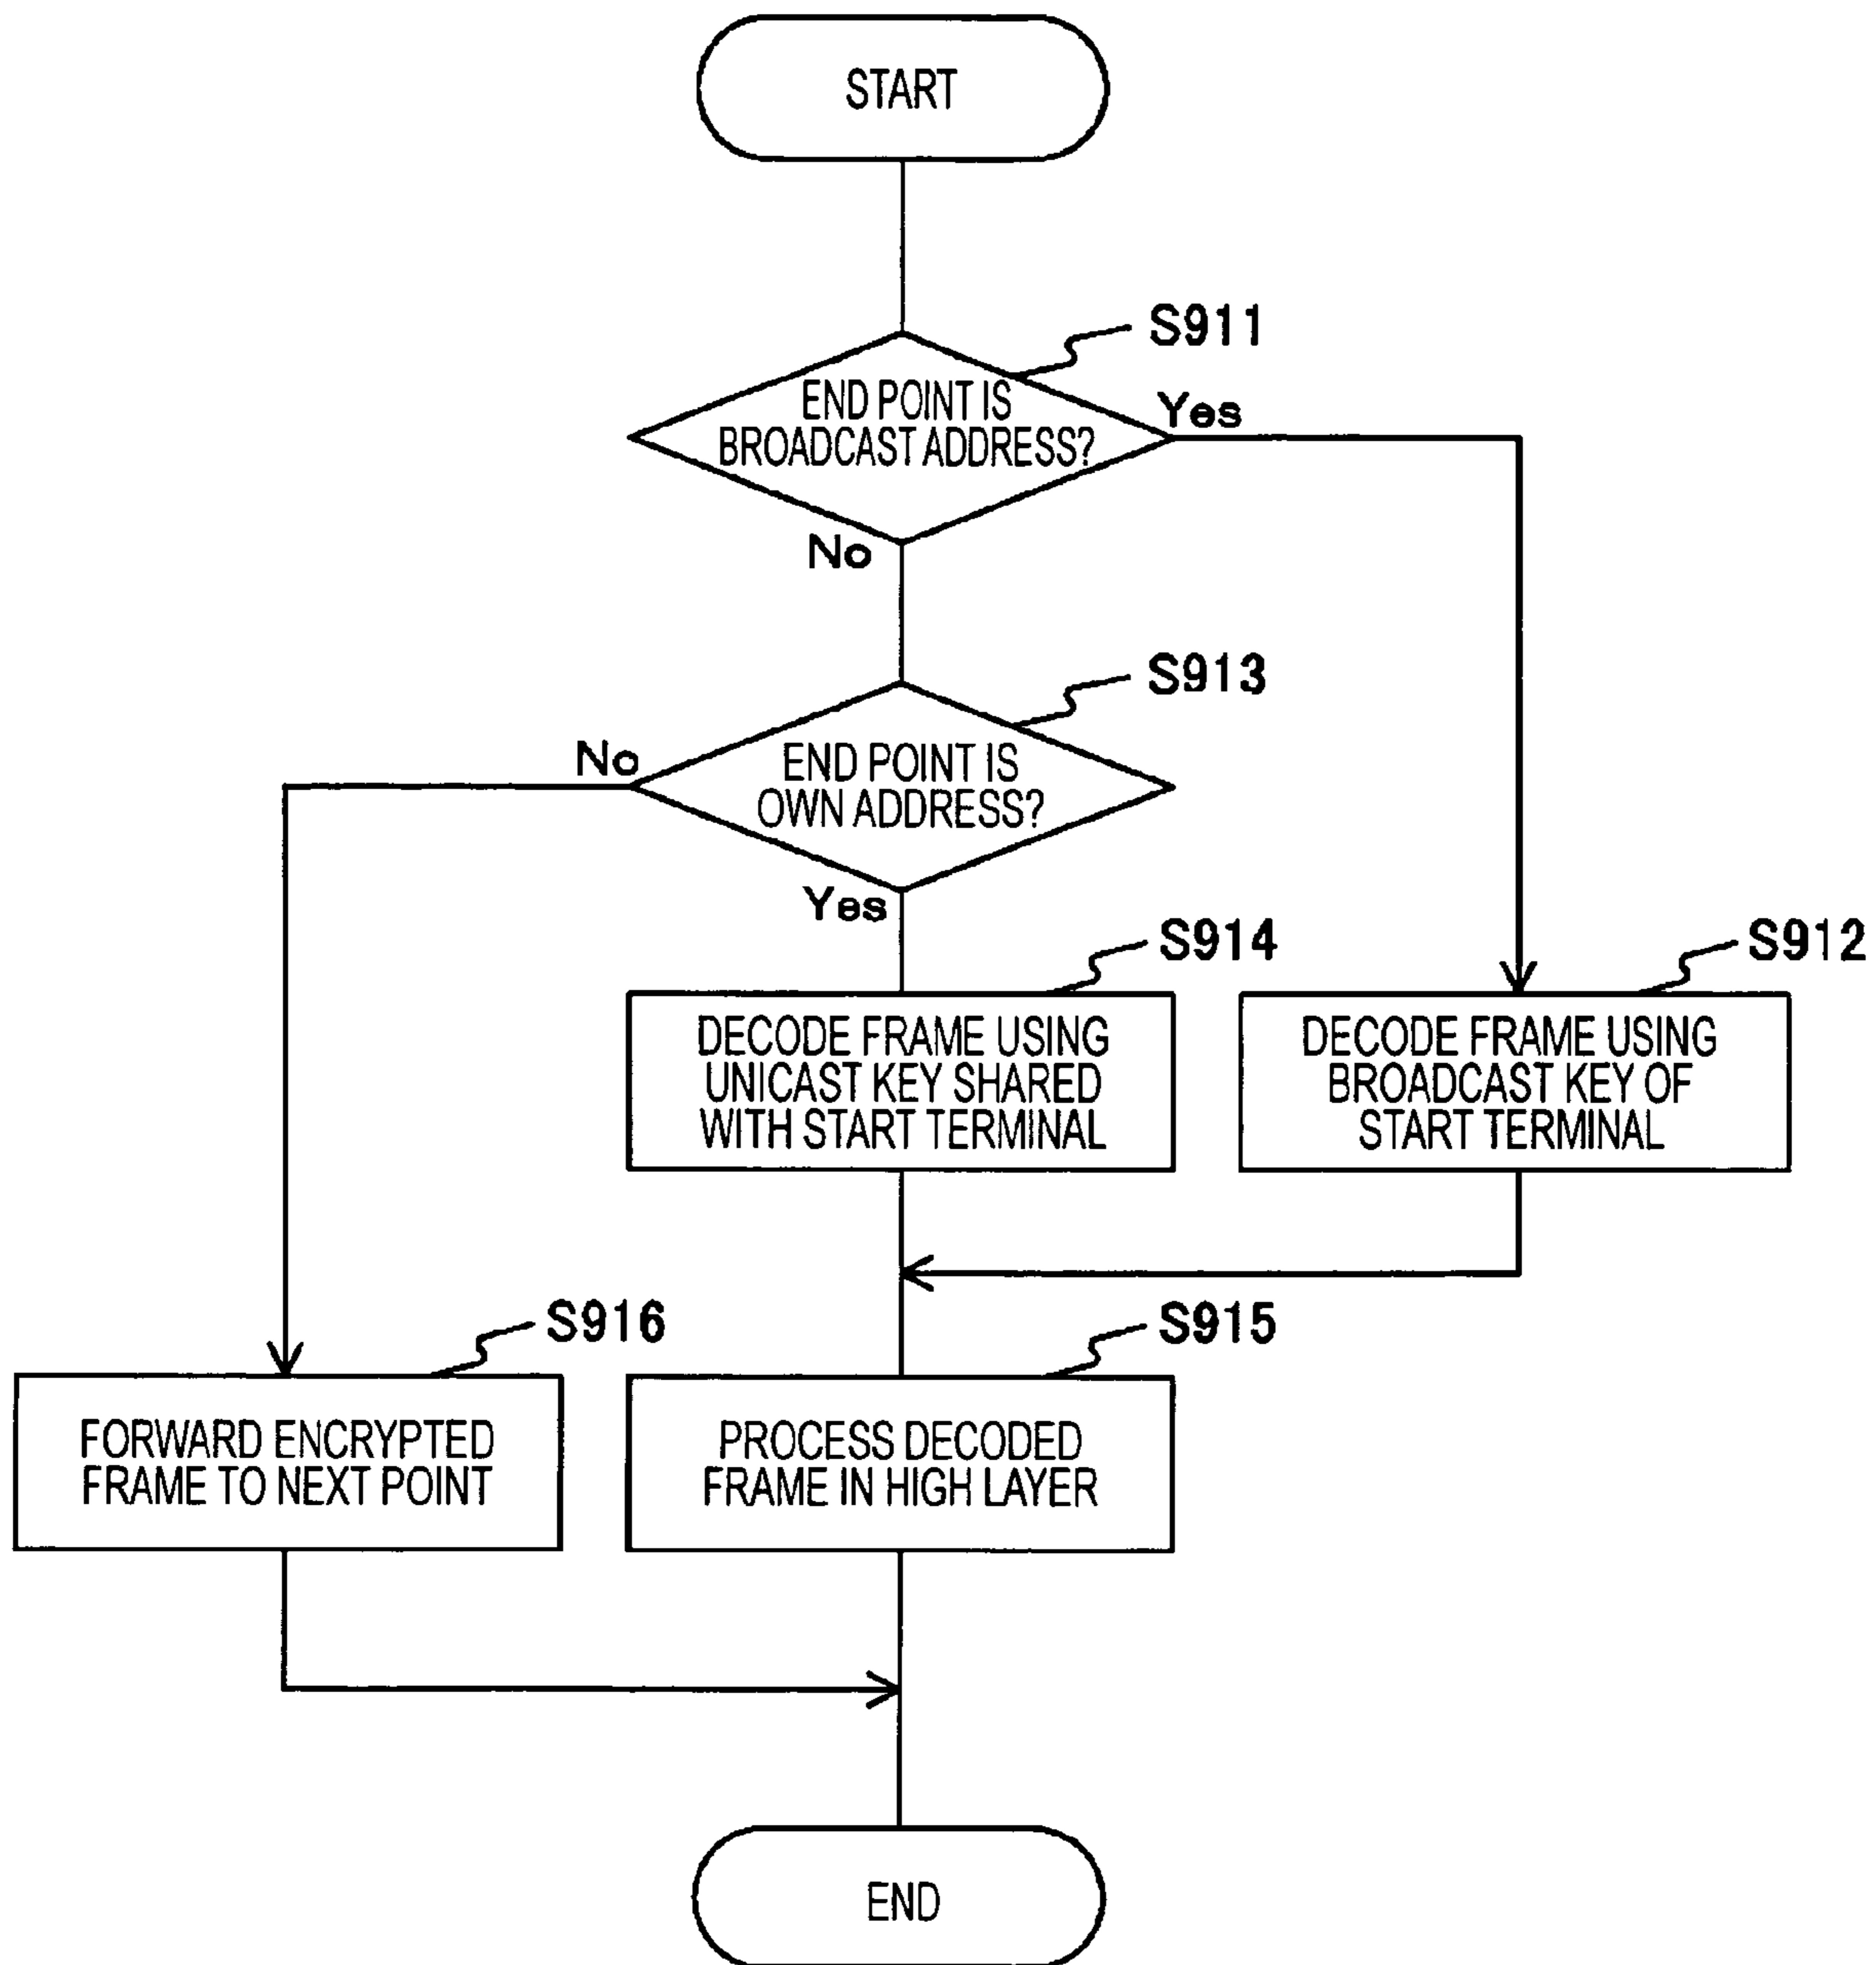 START
S911
END POINT IS
BROADCAST ADDRESS?
Yes
No
S913
No
END POINT IS
OWN ADDRESS?
Yes
S914
S912
DECODE FRAME USING
UNICAST KEY SHARED
WITH START TERMINAL
DECODE FRAME USING
BROADCAST KEY OF
START TERMINAL
S916
S915
FORWARD ENCRYPTED
FRAME TO NEXT POINT
PROCESS DECODED
FRAME IN HIGH LAYER
END